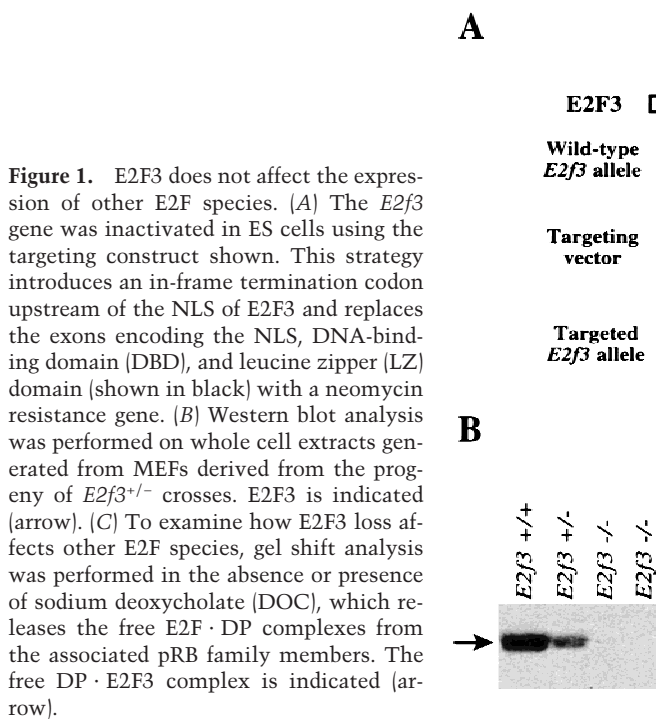 Figure 1. E2F3 does not affect the expres-
sion of other E2F species. (A) The E2f3
gene was inactivated in ES cells using the
targeting construct shown. This strategy
introduces an in-frame termination codon
upstream of the NLS of E2F3 and replaces
the exons encoding the NLS, DNA-bind-
ing domain (DBD), and leucine zipper (LZ)
domain (shown in black) with a neomycin
resistance gene. (B) Western blot analysis
was performed on whole cell extracts gen-
erated from MEFs derived from the prog-
eny of E2f3+/− crosses. E2F3 is indicated
(arrow). (C) To examine how E2F3 loss af-
fects other E2F species, gel shift analysis
was performed in the absence or presence
of sodium deoxycholate (DOC), which re-
leases the free E2F · DP complexes from
the associated pRB family members. The
free DP · E2F3 complex is indicated (ar-
row).
A
E2F3
Wild-type
E2f3 allele
Targeting
vector
Targeted
E2f3 allele
B
E2f3 +/+
E2f3 +/-
E2f3 -/-
E2f3 -/-